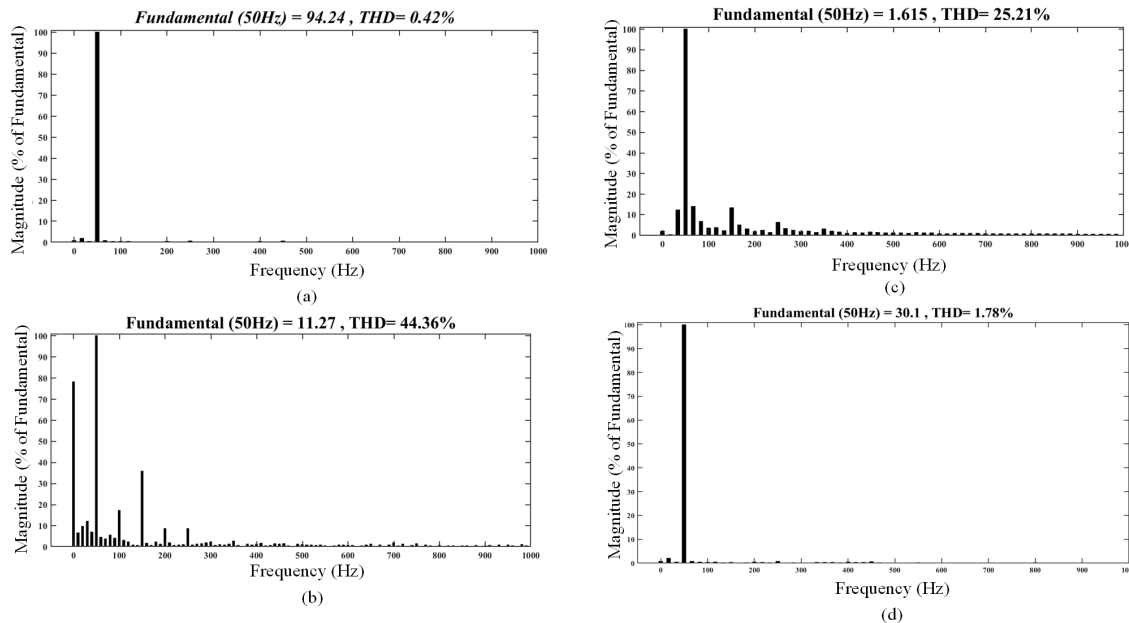 Fundamental (50Hz) = 94.24 , THD= 0.42%
Magnitude (% of Fundamental)
100
90
80
70
60
50
40
30
20
10
0
0 100 200 300 400 500 600 700 800 900 1000
Frequency (Hz)
(a)
Fundamental (50Hz) = 11.27 , THD= 44.36%
Magnitude (% of Fundamental)
100
90
80
70
60
50
40
30
20
10
0
0 100 200 300 400 500 600 700 800 900 1000
Frequency (Hz)
(b)
Fundamental (50Hz) = 1.615 , THD= 25.21%
Magnitude (% of Fundamental)
100
90
80
70
60
50
40
30
20
10
0
0 100 200 300 400 500 600 700 800 900 100
Frequency (Hz)
(c)
Fundamental (50Hz) = 30.1 , THD= 1.78%
Magnitude (% of Fundamental)
100
90
80
70
60
50
40
30
20
10
0
0 100 200 300 400 500 600 700 800 900 100
Frequency (Hz)
(d)